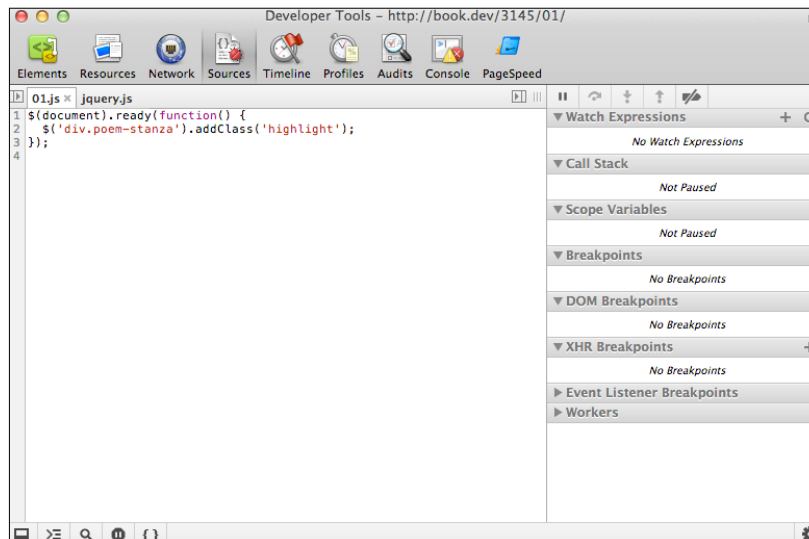 Developer Tools - http://book.dev/3145/01/
Elements Resources Network Sources Timeline Profiles Audits Console PageSpeed
01.js × jquery.js
1 $(document).ready(function() {
2   $('div.poem-stanza').addClass('highlight');
3 });
4
Watch Expressions
No Watch Expressions
Call Stack
Not Paused
Scope Variables
Not Paused
Breakpoints
No Breakpoints
DOM Breakpoints
No Breakpoints
XHR Breakpoints
No Breakpoints
Event Listener Breakpoints
Workers